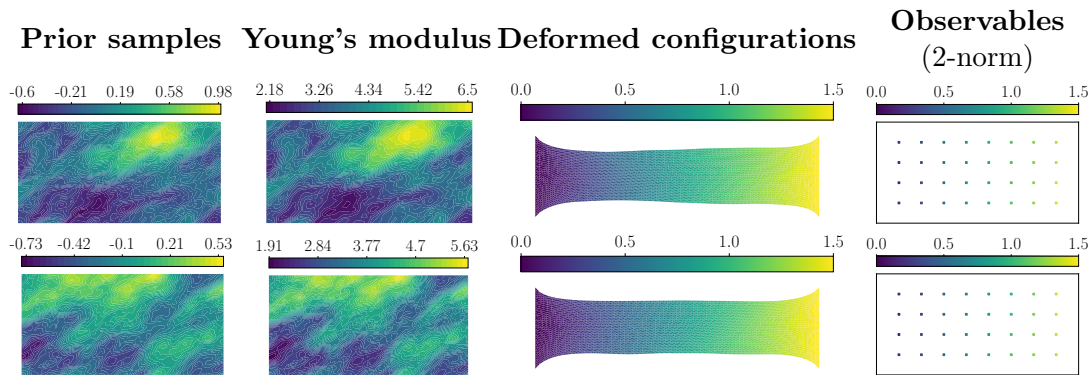 Prior samples Young's modulus Deformed configurations Observables
(2-norm)
-0.6 -0.21 0.19 0.58 0.98 2.18 3.26 4.34 5.42 6.5 0.0 0.5 1.0 1.5 0.0 0.5 1.0 1.5
-0.73 -0.42 -0.1 0.21 0.53 1.91 2.84 3.77 4.7 5.63 0.0 0.5 1.0 1.5 0.0 0.5 1.0 1.5